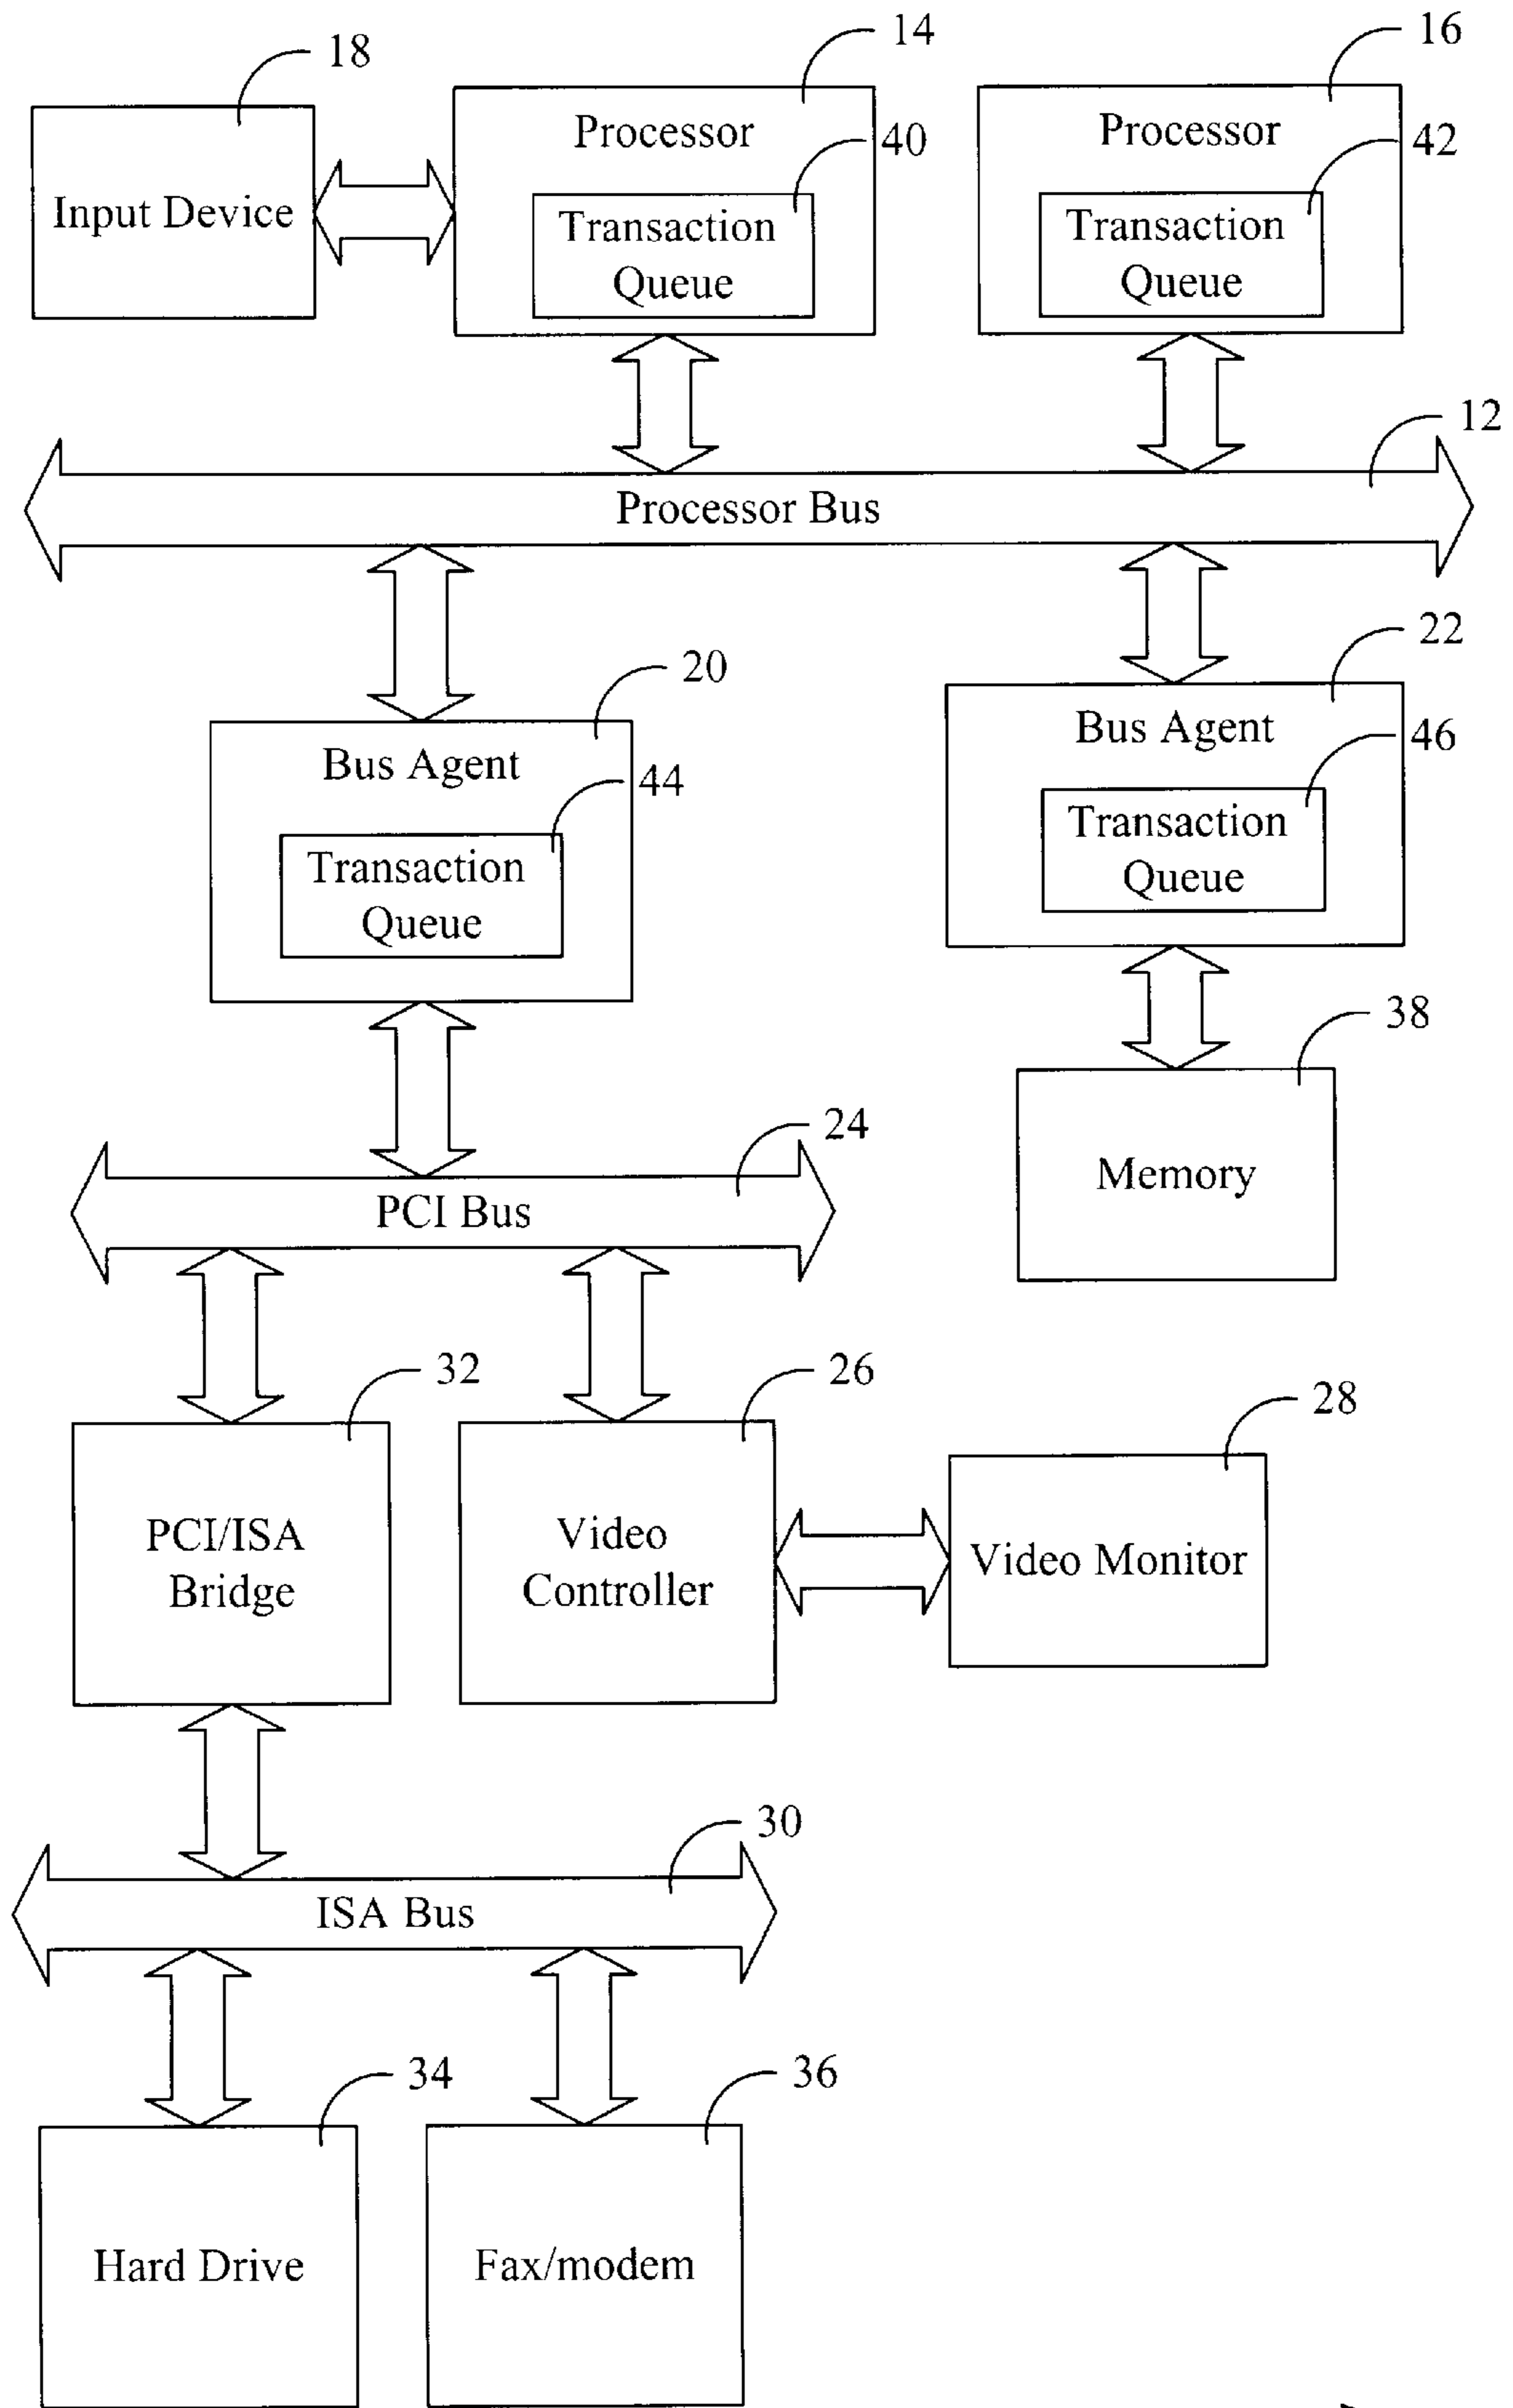 18
14
16
Processor
40
Processor
42
Input Device
Transaction
Queue
Transaction
Queue
12
Processor Bus
20
22
Bus Agent
44
Bus Agent
46
Transaction
Queue
Transaction
Queue
38
24
Memory
PCI Bus
32
26
28
PCI/ISA
Bridge
Video
Controller
Video Monitor
30
ISA Bus
34
36
Hard Drive
Fax/modem